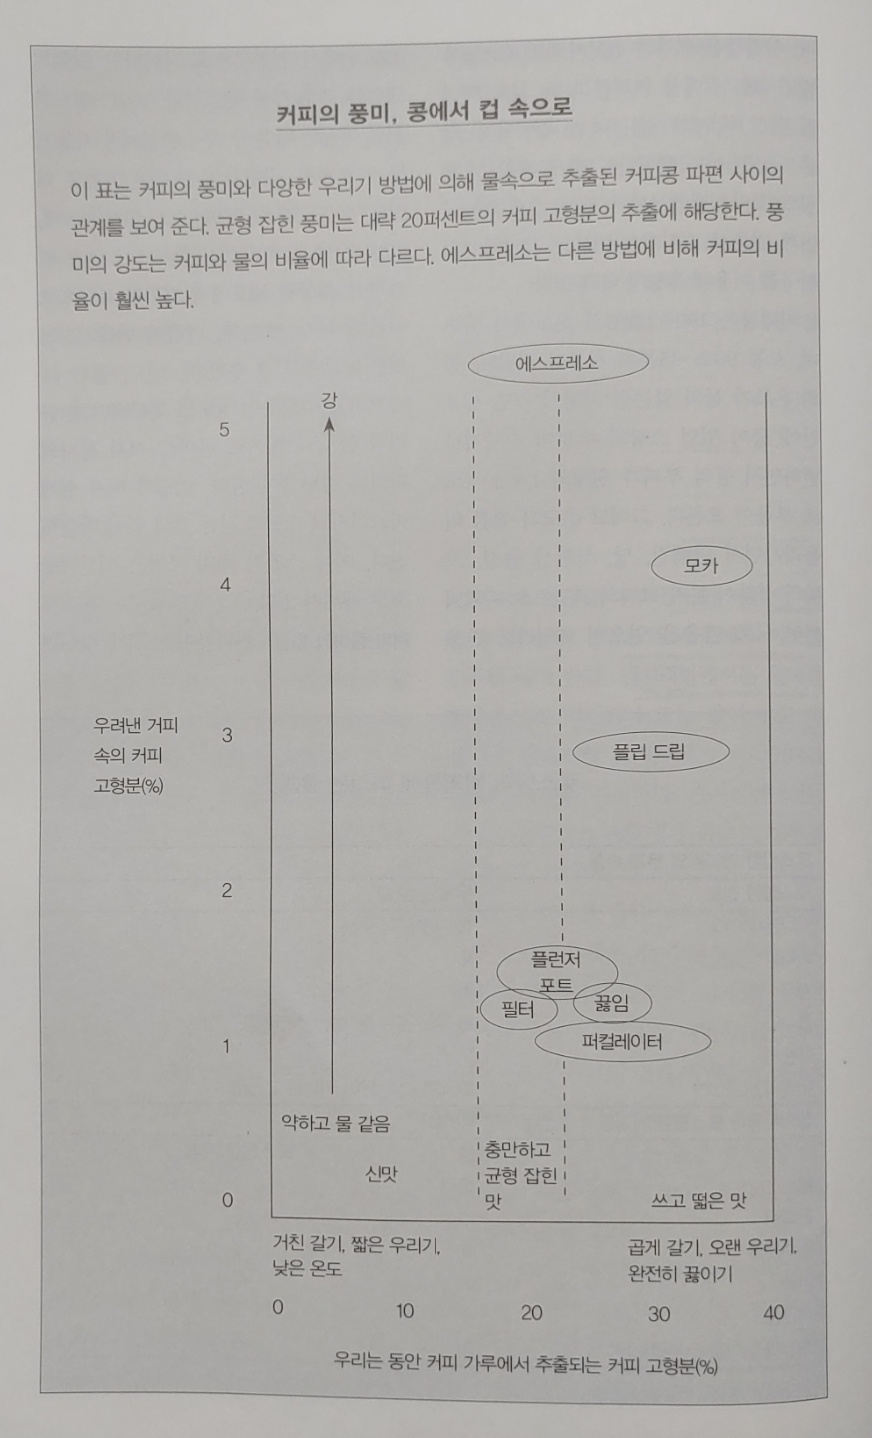 커피의 풍미, 콩에서 컵 속으로
이 표는 커피의 풍미와 다양한 우리기 방법에 의해 물속으로 추출된 커피콩 파편 사이의
관계를 보여 준다. 균형 잡힌 풍미는 대략 20퍼센트의 커피 고형분의 추출에 해당한다. 풍
미의 강도는 커피와 물의 비율에 따라 다르다. 에스프레소는 다른 방법에 비해 커피의 비
율이 훨씬 높다.
에스프레소
강
5
모카
4
우려낸 거피
속의 커피
고형분(%)
3
플립 드립
2
플런저
포트
필터
끓임
퍼컬레이터
1
약하고 물 같음
신맛
충만하고
균형 잡힌
맛
쓰고 떫은 맛
0
거친 갈기, 짧은 우리기,
낮은 온도
곱게 갈기, 오랜 우리기,
완전히 끓이기
0 10 20 30 40
우리는 동안 커피 가루에서 추출되는 커피 고형분(%)